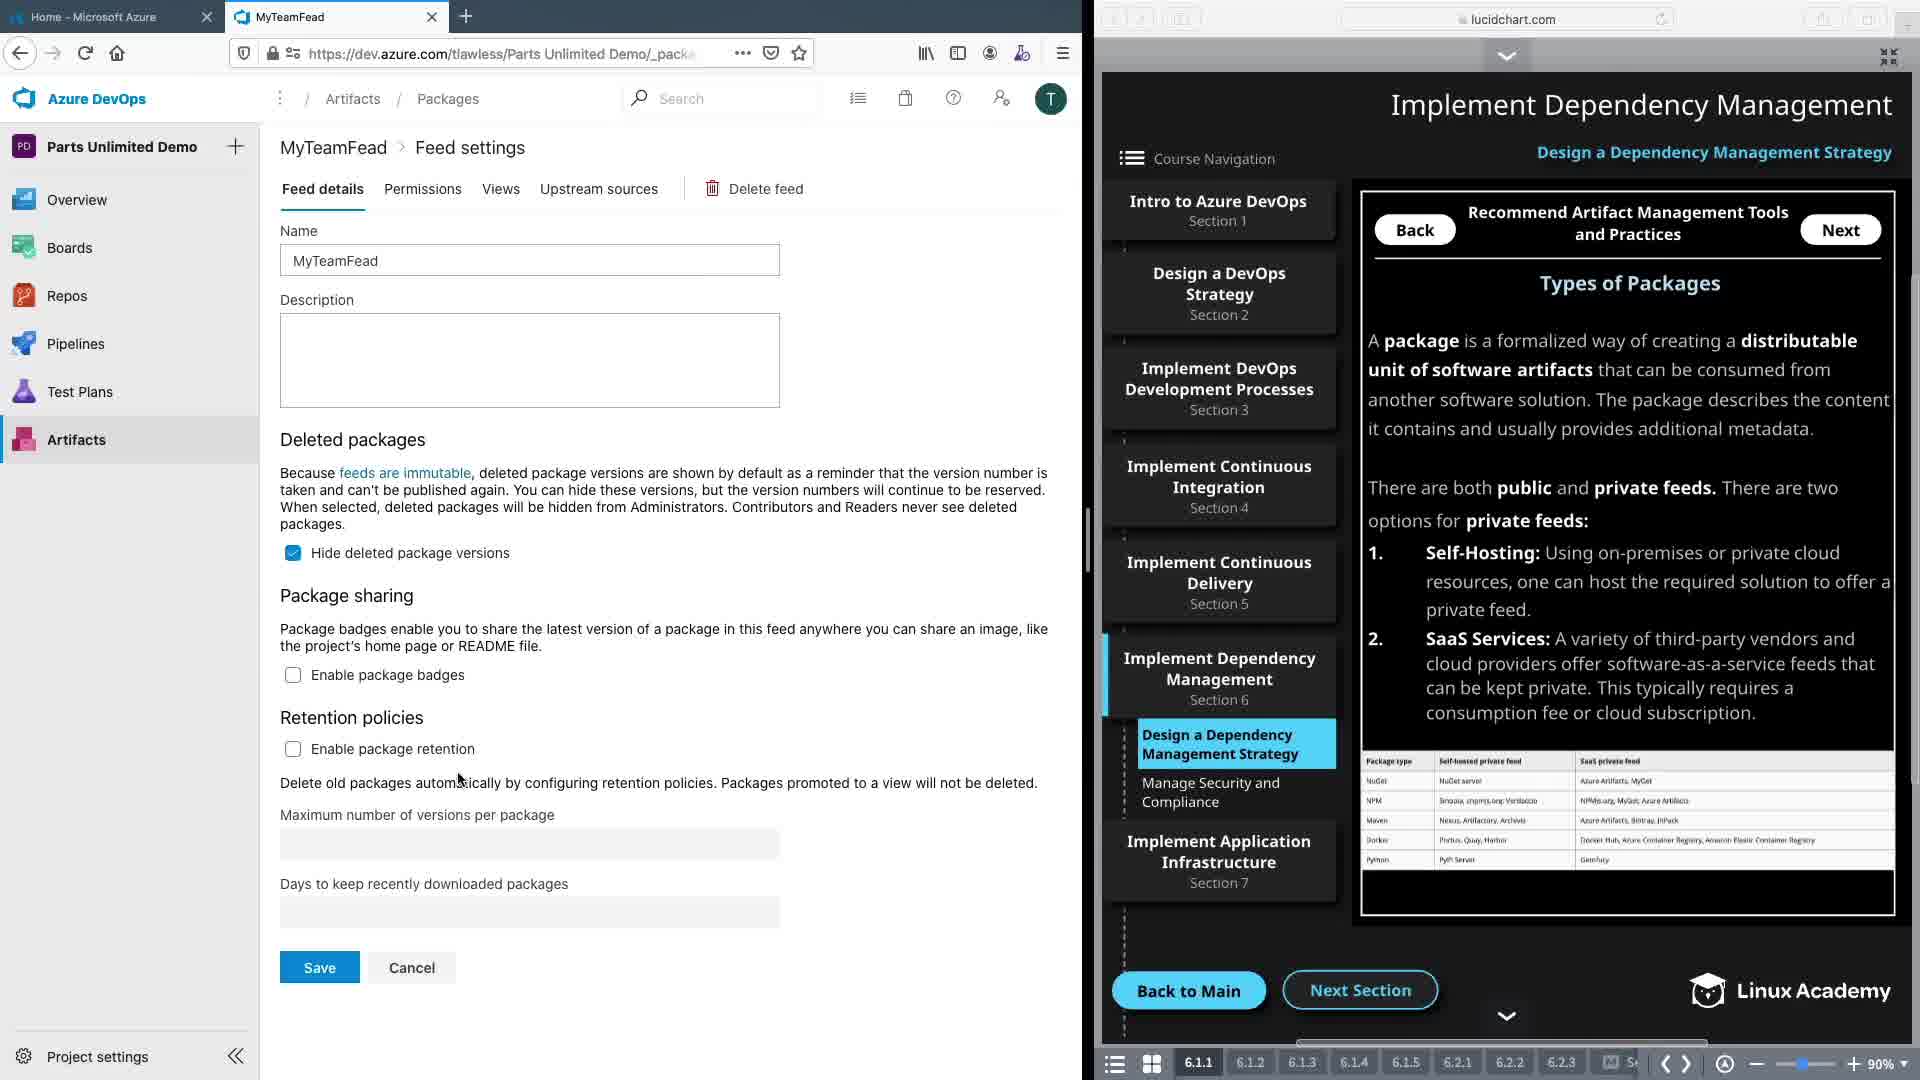 Home - Microsoft Azure
MyTeamFead
https://dev.azure.com/tlawless/Parts Unlimited Demo/_packa
Azure DevOps
/ Artifacts / Packages
Search
T
PD Parts Unlimited Demo
Overview
Boards
Repos
Pipelines
Test Plans
Artifacts
Project settings
MyTeamFead > Feed settings
Feed details
Permissions
Views
Upstream sources
Delete feed
Name
MyTeamFead
Description
Deleted packages
Because feeds are immutable, deleted package versions are shown by default as a reminder that the version number is
taken and can't be published again. You can hide these versions, but the version numbers will continue to be reserved.
When selected, deleted packages will be hidden from Administrators. Contributors and Readers never see deleted
packages.
Hide deleted package versions
Package sharing
Package badges enable you to share the latest version of a package in this feed anywhere you can share an image, like
the project's home page or README file.
Enable package badges
Retention policies
Enable package retention
Delete old packages automatically by configuring retention policies. Packages promoted to a view will not be deleted.
Maximum number of versions per package
Days to keep recently downloaded packages
Save
Cancel
lucidchart.com
Implement Dependency Management
Design a Dependency Management Strategy
Course Navigation
Intro to Azure DevOps
Section 1
Design a DevOps
Strategy
Section 2
Implement DevOps
Development Processes
Section 3
Implement Continuous
Integration
Section 4
Implement Continuous
Delivery
Section 5
Implement Dependency
Management
Section 6
Design a Dependency
Management Strategy
Manage Security and
Compliance
Implement Application
Infrastructure
Section 7
Back
Recommend Artifact Management Tools
and Practices
Next
Types of Packages
A package is a formalized way of creating a distributable
unit of software artifacts that can be consumed from
another software solution. The package describes the content
it contains and usually provides additional metadata.
There are both public and private feeds. There are two
options for private feeds:
1. Self-Hosting: Using on-premises or private cloud
resources, one can host the required solution to offer a
private feed.
2. SaaS Services: A variety of third-party vendors and
cloud providers offer software-as-a-service feeds that
can be kept private. This typically requires a
consumption fee or cloud subscription.
Package type Self-hosted private feed SaaS private feed
NuGet NuGet server Azure Artifacts, MyGet
NPM Sinopia, cnpmjs.org, Verdaccio NPMjs.org, MyGet, Azure Artifacts
Maven Nexus, Artifactory, Archivia Azure Artifacts, Bintray, JitPack
Docker Portus, Quay, Harbor Docker Hub, Azure Container Registry, Amazon Elastic Container Registry
Python PyPI Server Gemfury
Back to Main
Next Section
Linux Academy
6.1.1 6.1.2 6.1.3 6.1.4 6.1.5 6.2.1 6.2.2 6.2.3
90%